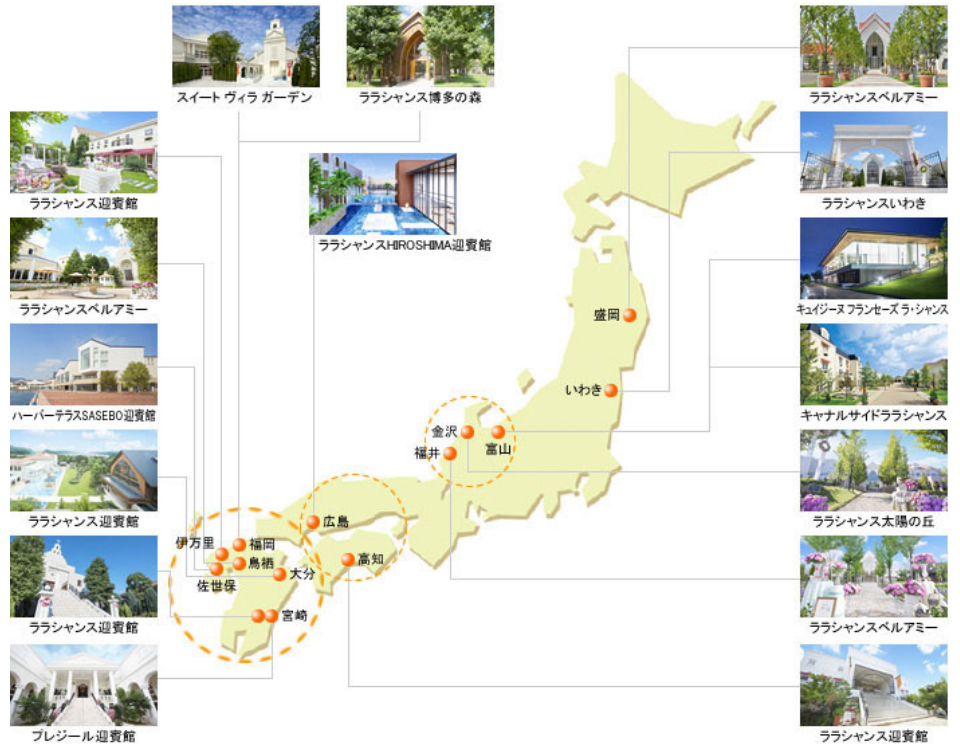 スイート ヴィラ ガーデン
ララシャンス博多の森
ララシャンスベルアミー
ララシャンス迎賓館
ララシャンスHIROSHIMA迎賓館
ララシャンスいわき
ララシャンスベルアミー
キュイジーヌ フランセーズ ラ・シャンス
盛岡
ハーバーテラスSASEBO迎賓館
いわき
キャナルサイドララシャンス
金沢
富山
福井
ララシャンス迎賓館
広島
ララシャンス太陽の丘
伊万里
福岡
鳥栖
高知
佐世保
大分
ララシャンス迎賓館
宮崎
ララシャンスベルアミー
プレジール迎賓館
ララシャンス迎賓館